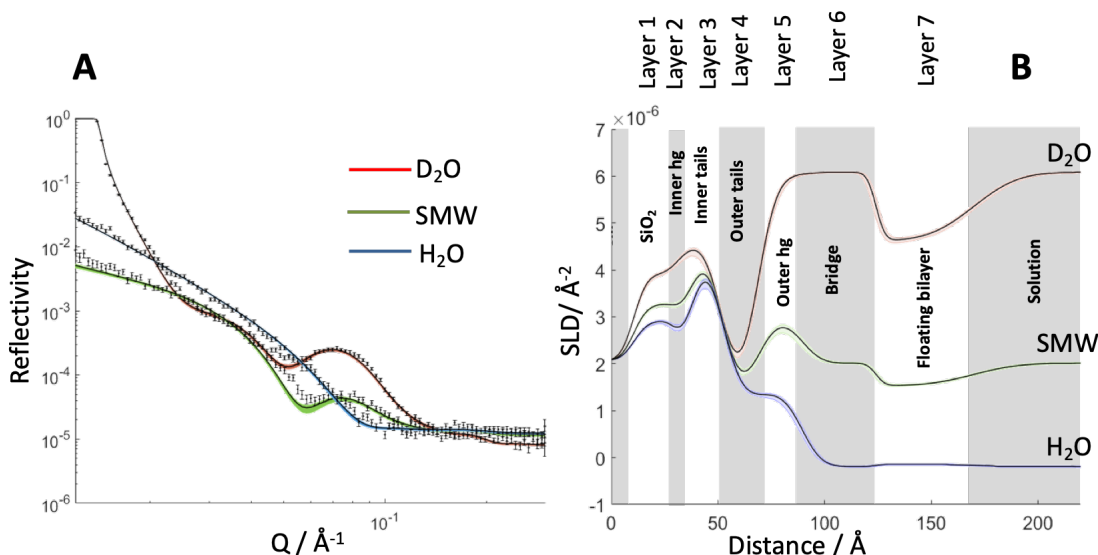 A
Reflectivity
10⁰
10⁻¹
10⁻²
10⁻³
10⁻⁴
10⁻⁵
10⁻⁶
10⁻¹
Q / Å⁻¹
D₂O
SMW
H₂O
B
Layer 1
Layer 2
Layer 3
Layer 4
Layer 5
Layer 6
Layer 7
×10⁻⁶
SLD/ Å⁻²
7
6
5
4
3
2
1
0
-1
SiO₂
Inner hg
Inner tails
Outer tails
Outer hg
Bridge
Floating bilayer
Solution
D₂O
SMW
H₂O
0
50
100
150
200
Distance / Å